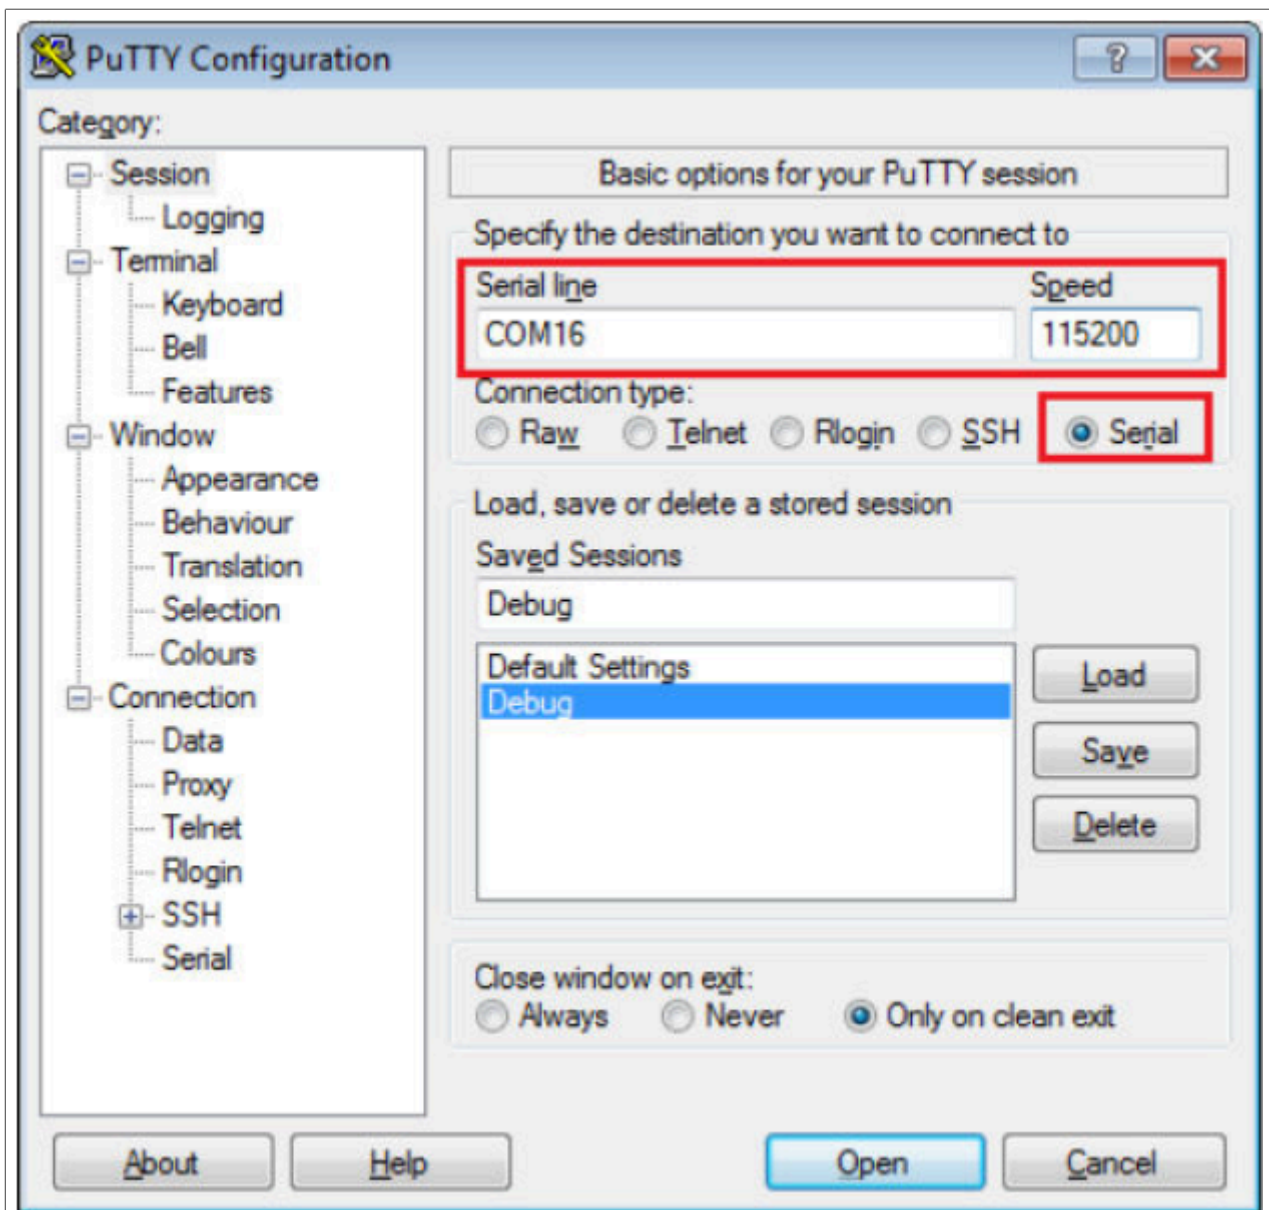 PuTTY Configuration
Category:
Session
Logging
Terminal
Keyboard
Bell
Features
Window
Appearance
Behaviour
Translation
Selection
Colours
Connection
Data
Proxy
Telnet
Rlogin
SSH
Serial
Basic options for your PuTTY session
Specify the destination you want to connect to
Serial line Speed
COM16 115200
Connection type:
Raw Telnet Rlogin SSH Serial
Load, save or delete a stored session
Saved Sessions
Debug
Default Settings
Debug
Load
Save
Delete
Close window on exit:
Always Never Only on clean exit
About Help Open Cancel